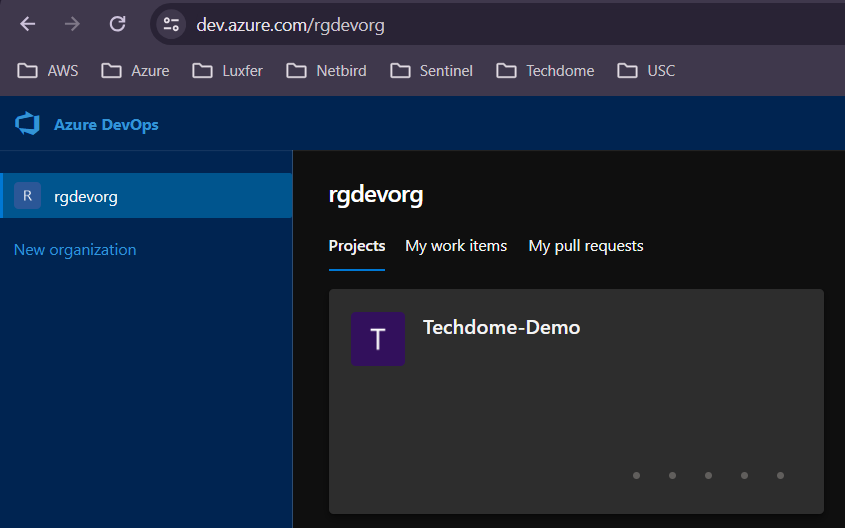 dev.azure.com/rgdevorg
AWS Azure Luxfer Netbird Sentinel Techdome USC
Azure DevOps
R rgdevorg
New organization
rgdevorg
Projects My work items My pull requests
T Techdome-Demo